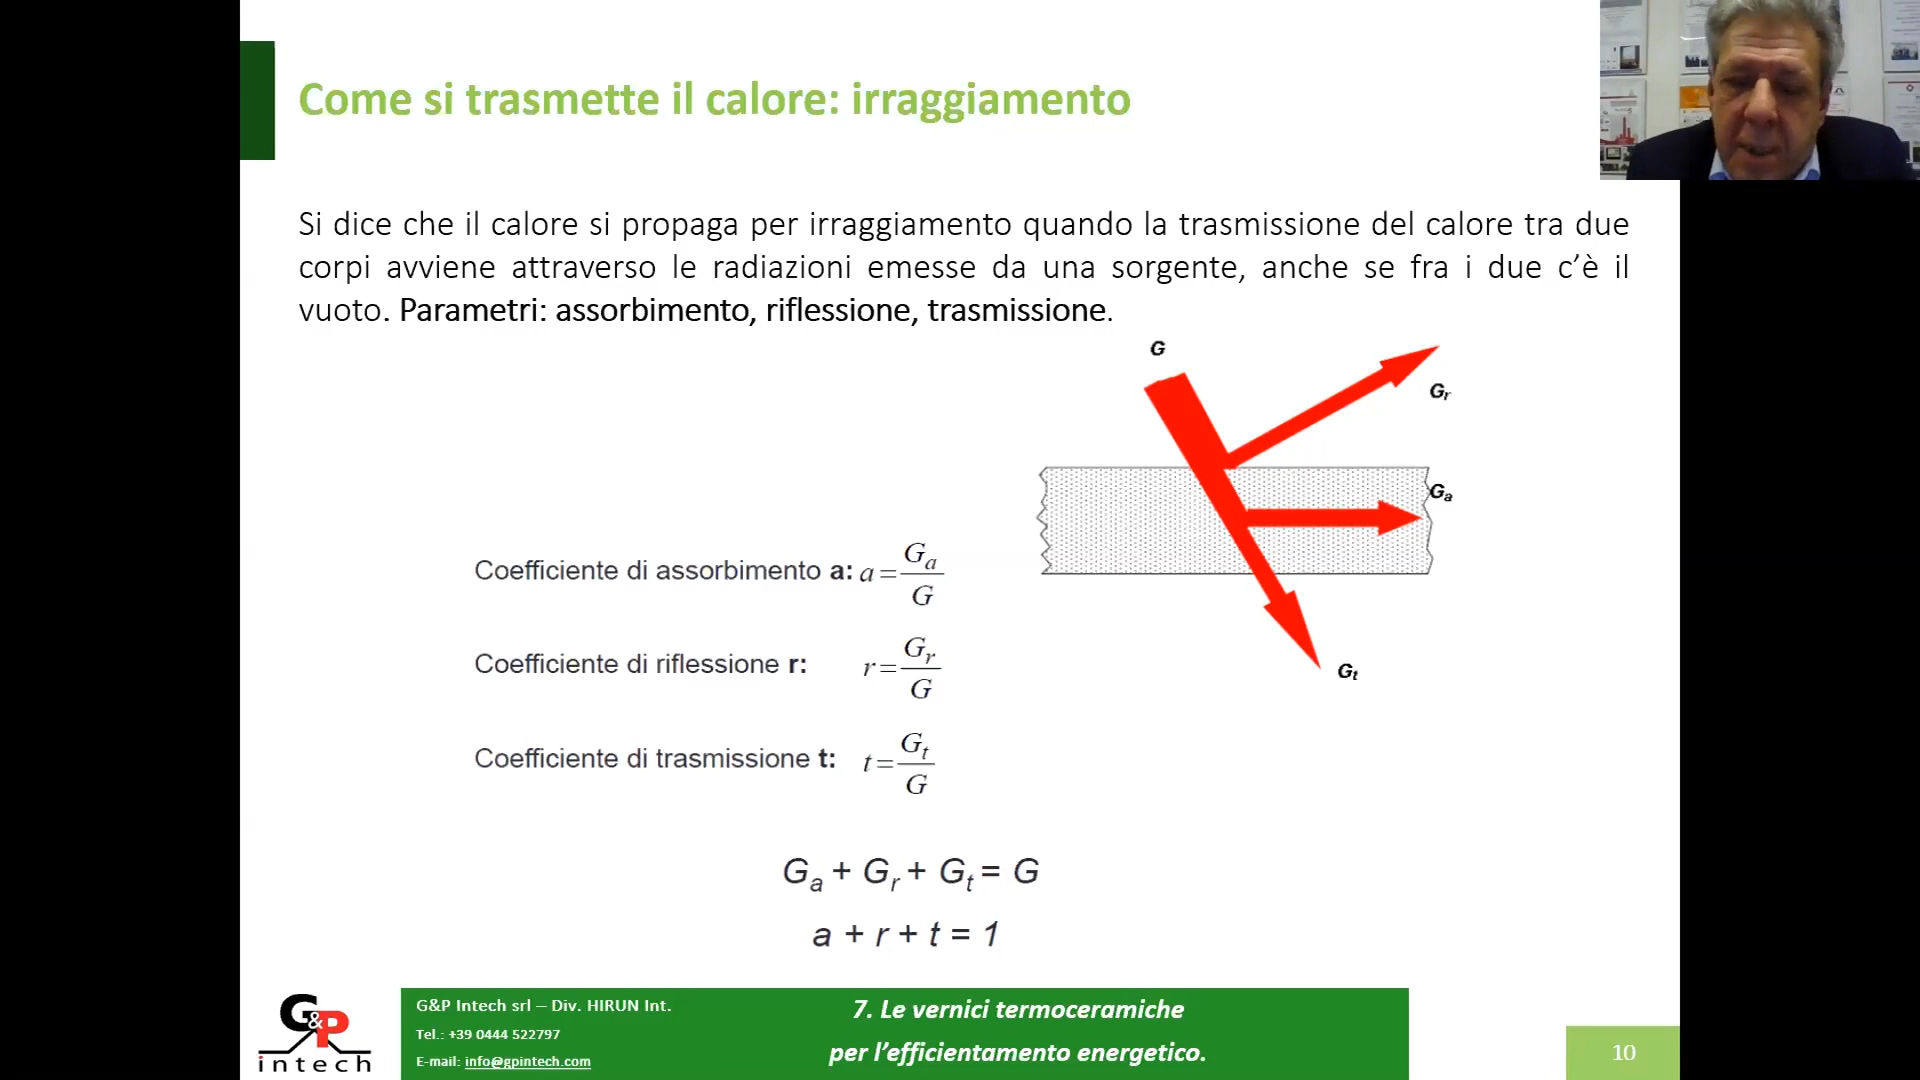 Come si trasmette il calore: irraggiamento
Si dice che il calore si propaga per irraggiamento quando la trasmissione del calore tra due
corpi avviene attraverso le radiazioni emesse da una sorgente, anche se fra i due c’è il
vuoto. Parametri: assorbimento, riflessione, trasmissione.
G
Gr
Ga
Gt
Coefficiente di assorbimento a: a = Ga/G
Coefficiente di riflessione r: r = Gr/G
Coefficiente di trasmissione t: t = Gt/G
Ga + Gr + Gt = G
a + r + t = 1
G&P
intech
G&P Intech srl – Div. HIRUN Int.
Tel.: +39 0444 522797
E-mail: info@gpintech.com
7. Le vernici termoceramiche
per l’efficientamento energetico.
10